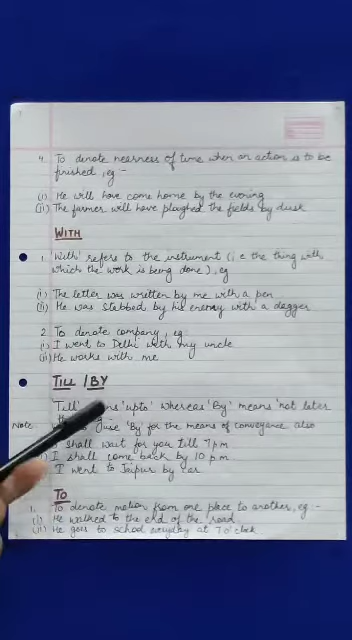 4. To denote nearness of time when an action is to be
finished, eg :-
(i) He will have come home by the evening
(ii) The farmer will have ploughed the fields by dusk
WITH
1. 'With' refers to the instrument (i.e the thing with
which the work is being done), eg
(i) The letter was written by me with a pen
(ii) He was stabbed by his enemy with a dagger
2. To denote company, eg:
(i) I went to Delhi with my uncle
(ii) He works with me
TILL / BY
'Till' 'upto' whereas 'By' means 'not later
Note: use 'By' for the means of conveyance also
shall wait for you till 7 pm
I shall come back by 10 p.m
I went to Jaipur by car
TO
1. To denote motion from one place to another, eg :-
(i) He walked to the end of the road.
(ii) He goes to school everyday at 7 o'clock